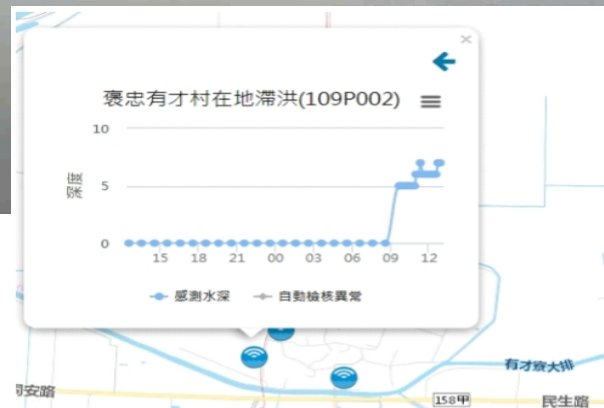 ×
褒忠有才村在地滯洪(109P002)
10
深度
5
0
15 18 21 00 03 06 09 12
感測水深 自動檢核異常
有才寮大排
安路
158甲
民生路